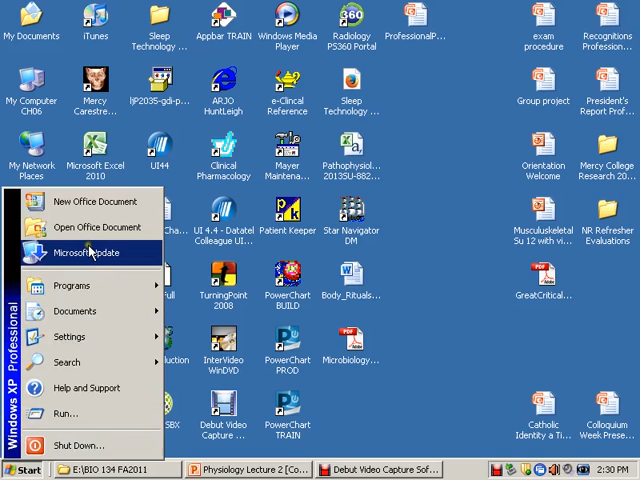 My Documents
iTunes
Sleep
Technology ...
Appbar TRAIN
Windows Media
Player
Radiology
PS360 Portal
ProfessionalP...
exam
procedure
Recognitions
Profession...
My Computer
CH06
Mercy
Carestre...
ljP2035-gdi-p...
ARJO
HuntLeigh
e-Clincal
Reference
Sleep
Technology ...
Group project
President's
Report Prof...
My Network
Places
Microsoft Excel
2010
UI44
Clinical
Pharmacology
Mayer
Maintena...
Pathophysiol...
2013SU-882...
Orientation
Welcome
Mercy College
Research 20...
New Office Document
Open Office Document
Microsoft Update
Programs
Documents
Settings
Search
Help and Support
Run...
Shut Down...
Windows XP Professional
UI 4.4 - Datatel
Colleague UI...
Patient Keeper
Star Navigator
DM
Musculoskeletal
Su 12 with vi...
NR Refresher
Evaluations
TurningPoint
2008
PowerChart
BUILD
Body_Rituals...
GreatCritical...
InterVideo
WinDVD
PowerChart
PROD
Microbiology...
Debut Video
Capture ...
PowerChart
TRAIN
Catholic
Identity a Ti...
Colloquium
Week Prese...
Start
E:\BIO 134 FA2011
Physiology Lecture 2 [Co...
Debut Video Capture Sof...
2:30 PM